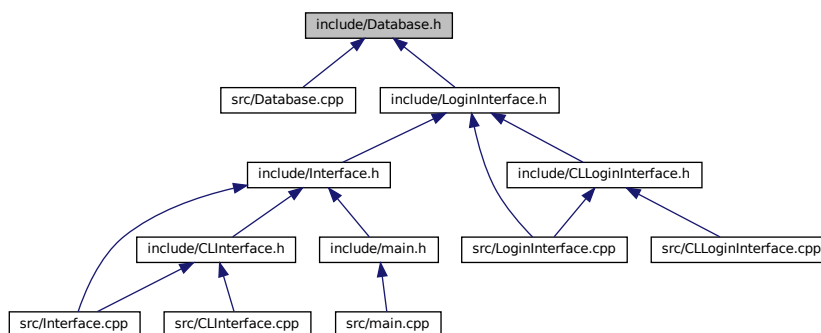 include/Database.h
src/Database.cpp
include/LoginInterface.h
include/Interface.h
include/CLLoginInterface.h
include/CLInterface.h
include/main.h
src/LoginInterface.cpp
src/CLLoginInterface.cpp
src/Interface.cpp
src/CLInterface.cpp
src/main.cpp